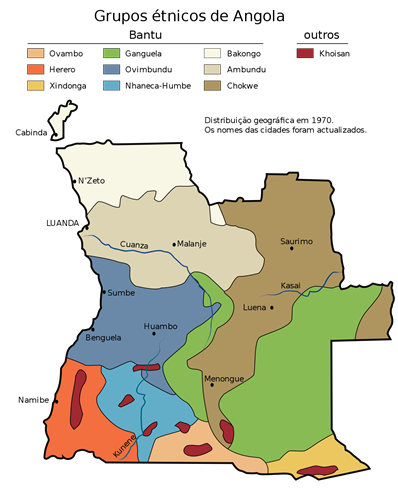 Grupos étnicos de Angola
Bantu
outros
Ovambo
Ganguela
Bakongo
Khoisan
Herero
Ovimbundu
Ambundu
Xindonga
Nhaneca-Humbe
Chokwe
Distribuição geográfica em 1970.
Os nomes das cidades foram actualizados.
Cabinda
N'Zeto
LUANDA
Cuanza
Malanje
Saurimo
Sumbe
Kasai
Luena
Huambo
Benguela
Menongue
Namibe
Kunene